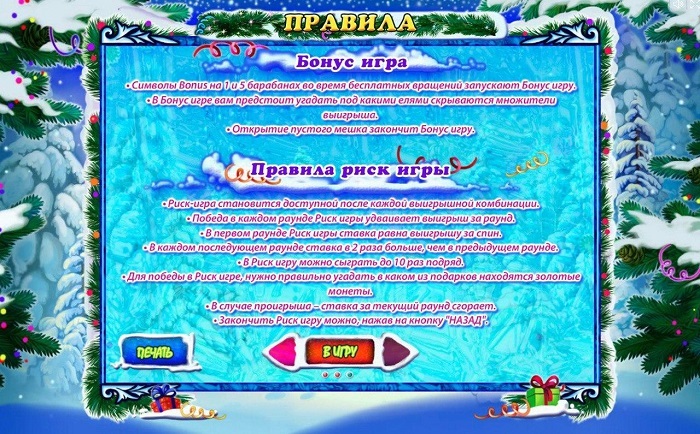 ПРАВИЛА
Бонус игра
• Символы Bonus на 1 и 5 барабанах во время бесплатных вращений запускают Бонус игру.
• В Бонус игре вам предстоит угадать под какими елями скрываются множители
выигрыша.
• Открытие пустого мешка закончит Бонус игру.
Правила риск игры
• Риск-игра становится доступной после каждой выигрышной комбинации.
• Победа в каждом раунде Риск игры удваивает выигрыш за раунд.
• В первом раунде Риск игры ставка равна выигрышу за спин.
• В каждом последующем раунде ставка в 2 раза больше, чем в предыдущем раунде.
• В Риск игру можно сыграть до 10 раз подряд.
• Для победы в Риск игре, нужно правильно угадать в каком из подарков находятся золотые
монеты.
• В случае проигрыша – ставка за текущий раунд сгорает.
• Закончить Риск игру можно, нажав на кнопку "НАЗАД".
ПЕЧАТЬ
В ИГРУ